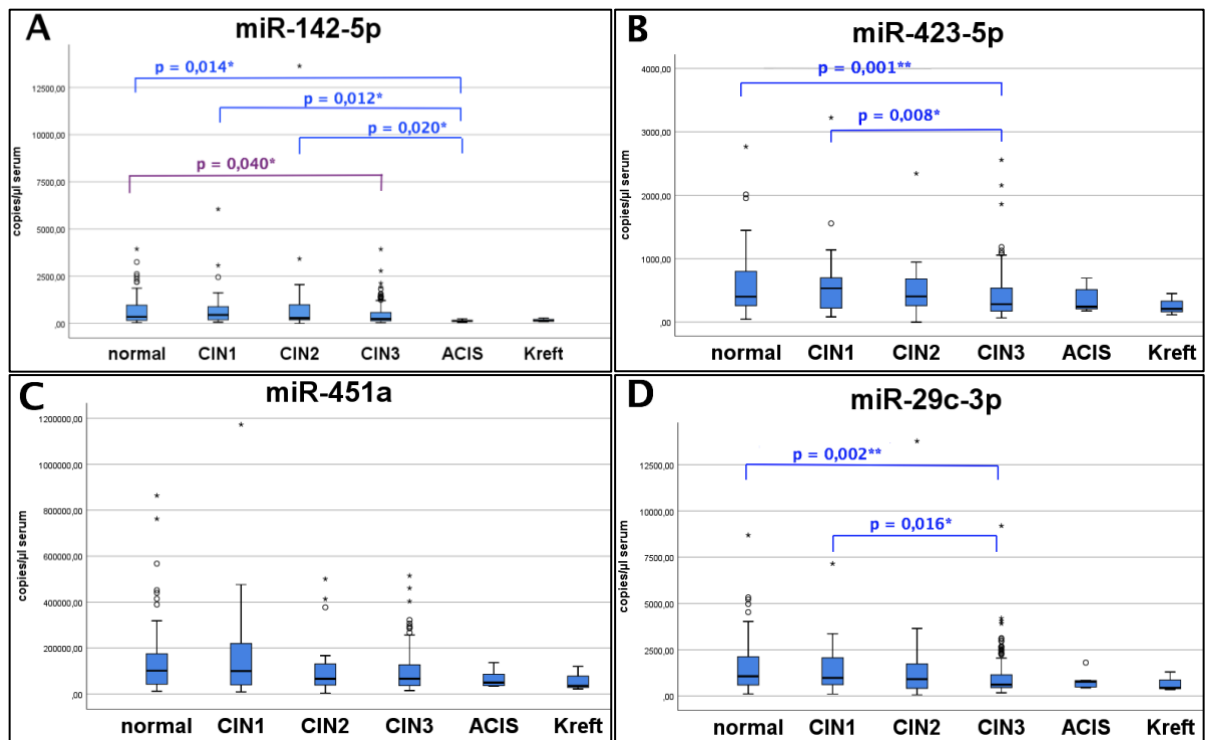 A
miR-142-5p
copies/µl serum
12500,00
10000,00
7500,00
5000,00
2500,00
,00
p = 0,014*
p = 0,012*
p = 0,020*
p = 0,040*
normal CIN1 CIN2 CIN3 ACIS Kreft
B
miR-423-5p
copies/µl serum
4000,00
3000,00
2000,00
1000,00
,00
p = 0,001**
p = 0,008*
normal CIN1 CIN2 CIN3 ACIS Kreft
C
miR-451a
copies/µl serum
1200000,00
1000000,00
800000,00
600000,00
400000,00
200000,00
,00
normal CIN1 CIN2 CIN3 ACIS Kreft
D
miR-29c-3p
copies/µl serum
12500,00
10000,00
7500,00
5000,00
2500,00
,00
p = 0,002**
p = 0,016*
normal CIN1 CIN2 CIN3 ACIS Kreft